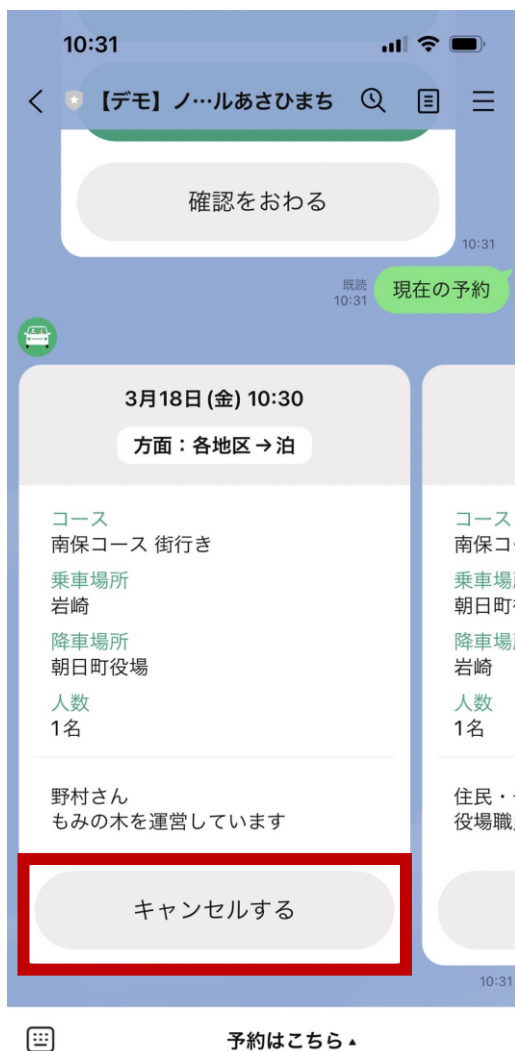 10:31
【デモ】ノ…ルあさひまち
確認をおわる
10:31
既読
10:31
現在の予約
3月18日(金) 10:30
方面：各地区→泊
コース
南保コース 街行き
乗車場所
岩崎
降車場所
朝日町役場
人数
1名
野村さん
もみの木を運営しています
キャンセルする
コース
南保コ
乗車場
朝日町
降車場
岩崎
人数
1名
住民・
役場職
10:31
予約はこちら▲